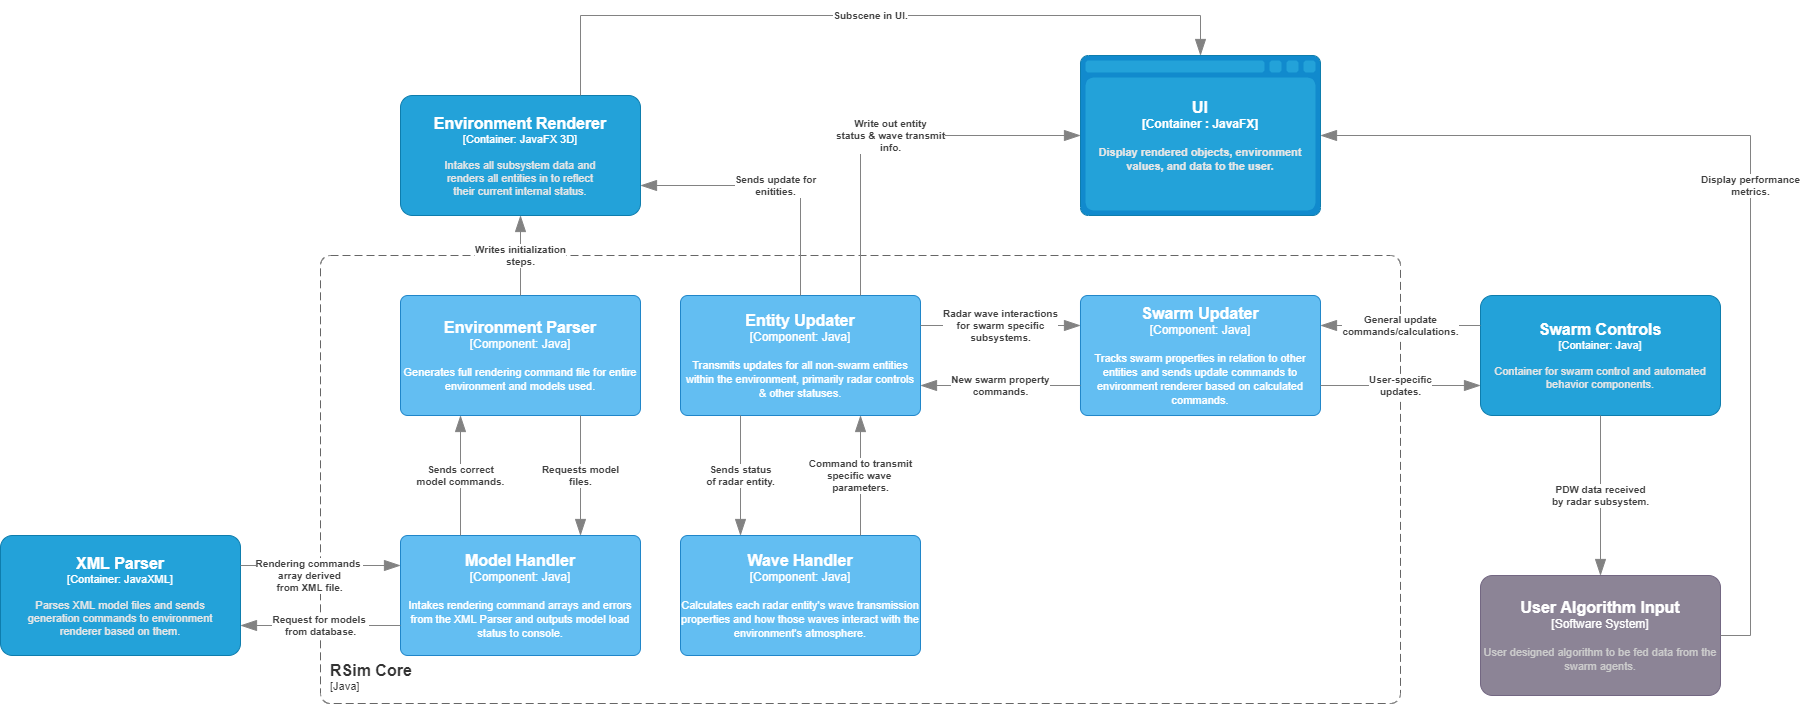 Subscene in UI.
Environment Renderer
[Container: JavaFX 3D]
Intakes all subsystem data and
renders all entities in to reflect
their current internal status.
Write out entity
status & wave transmit
info.
UI
[Container : JavaFX]
Display rendered objects, environment
values, and data to the user.
Sends update for
enitities.
Display performance
metrics.
Writes initialization
steps.
Environment Parser
[Component: Java]
Generates full rendering command file for entire
environment and models used.
Entity Updater
[Component: Java]
Transmits updates for all non-swarm entities
within the environment, primarily radar controls
& other statuses.
Radar wave interactions
for swarm specific
subsystems.
New swarm property
commands.
Swarm Updater
[Component: Java]
Tracks swarm properties in relation to other
entities and sends update commands to
environment renderer based on calculated
commands.
General update
commands/calculations.
User-specific
updates.
Swarm Controls
[Container: Java]
Container for swarm control and automated
behavior components.
Sends correct
model commands.
Requests model
files.
Sends status
of radar entity.
Command to transmit
specific wave
parameters.
PDW data received
by radar subsystem.
XML Parser
[Container: JavaXML]
Parses XML model files and sends
generation commands to environment
renderer based on them.
Rendering commands
array derived
from XML file.
Request for models
from database.
Model Handler
[Component: Java]
Intakes rendering command arrays and errors
from the XML Parser and outputs model load
status to console.
Wave Handler
[Component: Java]
Calculates each radar entity's wave transmission
properties and how those waves interact with the
environment's atmosphere.
User Algorithm Input
[Software System]
User designed algorithm to be fed data from the
swarm agents.
RSim Core
[Java]